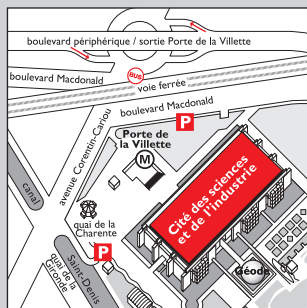 boulevard périphérique / sortie Porte de la Villette
boulevard Macdonald
BUS
voie ferrée
boulevard Macdonald
P
avenue Corentin-Cariou
Porte de
la Villette
M
Cité des sciences
et de l'industrie
canal
quai de la
Charente
P
Saint-Denis
quai de la
Gironde
Géode